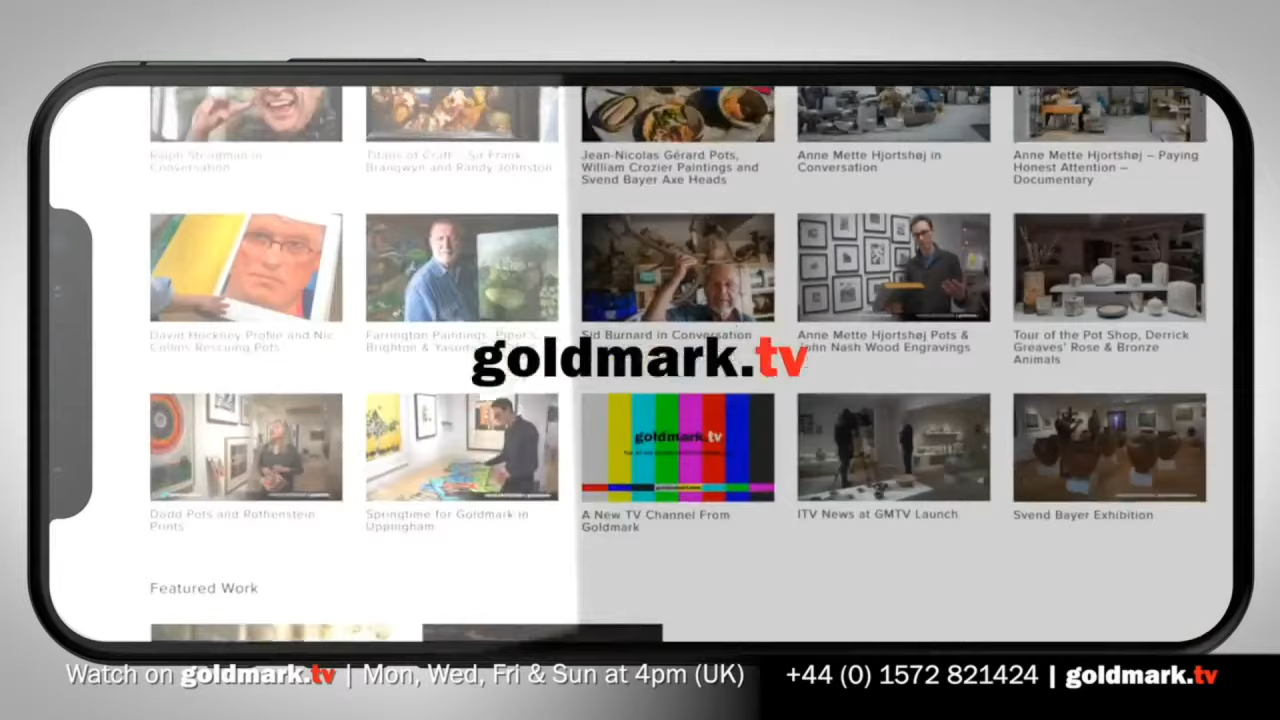 Ralph Steadman in
Conversation
Titans of Craft - Sir Frank
Brangwyn and Randy Johnston
Jean-Nicolas Gérard Pots,
William Crozier Paintings and
Svend Bayer Axe Heads
Anne Mette Hjortshøj in
Conversation
Anne Mette Hjortshøj – Paying
Honest Attention –
Documentary
David Hockney Profile and Nic
Collins Rescuing Pots
Farrington Paintings, Piper's
Brighton &
Sid Burnard in Conversation
Anne Mette Hjortshøj Pots &
John Nash Wood Engravings
Tour of the Pot Shop, Derrick
Greaves' Rose & Bronze
Animals
goldmark.tv
goldmark.tv
Dodd Pots and Rothenstein
Prints
Springtime for Goldmark in
Uppingham
A New TV Channel From
Goldmark
ITV News at GMTV Launch
Svend Bayer Exhibition
Featured Work
Watch on goldmark.tv | Mon, Wed, Fri & Sun at 4pm (UK)
+44 (0) 1572 821424 | goldmark.tv